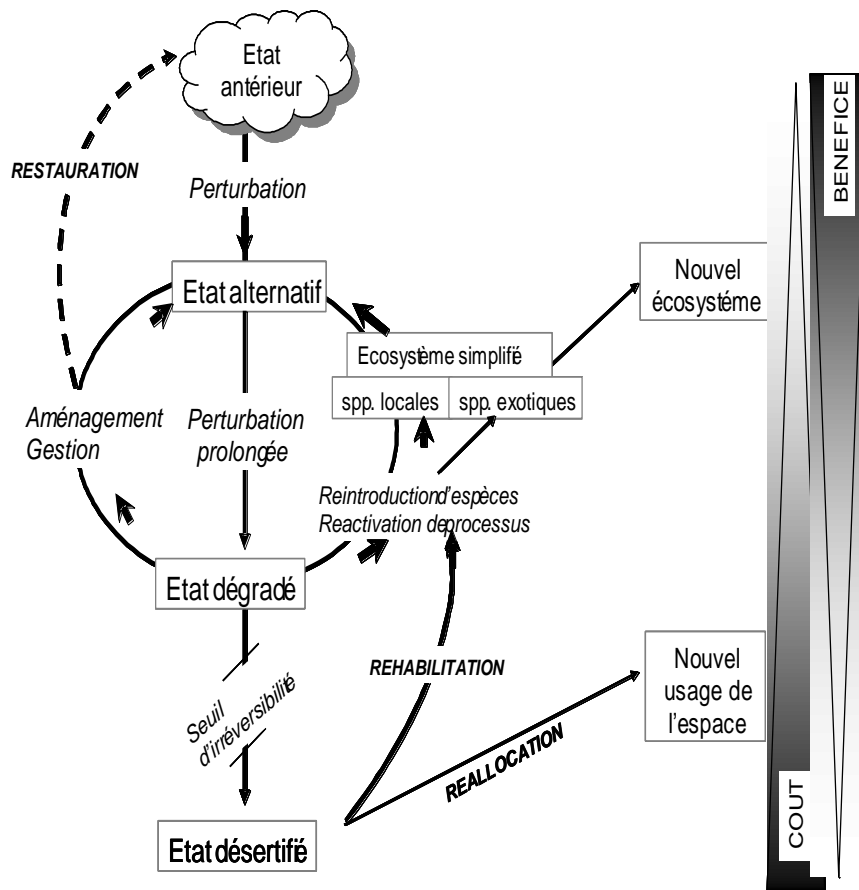 Etat
antérieur
RESTAURATION
Perturbation
BENEFICE
Etat alternatif
Nouvel
écosystéme
Ecosystème simplifié
spp. locales
spp. exotiques
Aménagement
Gestion
Perturbation
prolongée
Reintroduction d'espèces
Reactivation de processus
Etat dégradé
REHABILITATION
Nouvel
usage de
l'espace
Seuil
d'irréversibilité
REALLOCATION
COUT
Etat désertifié